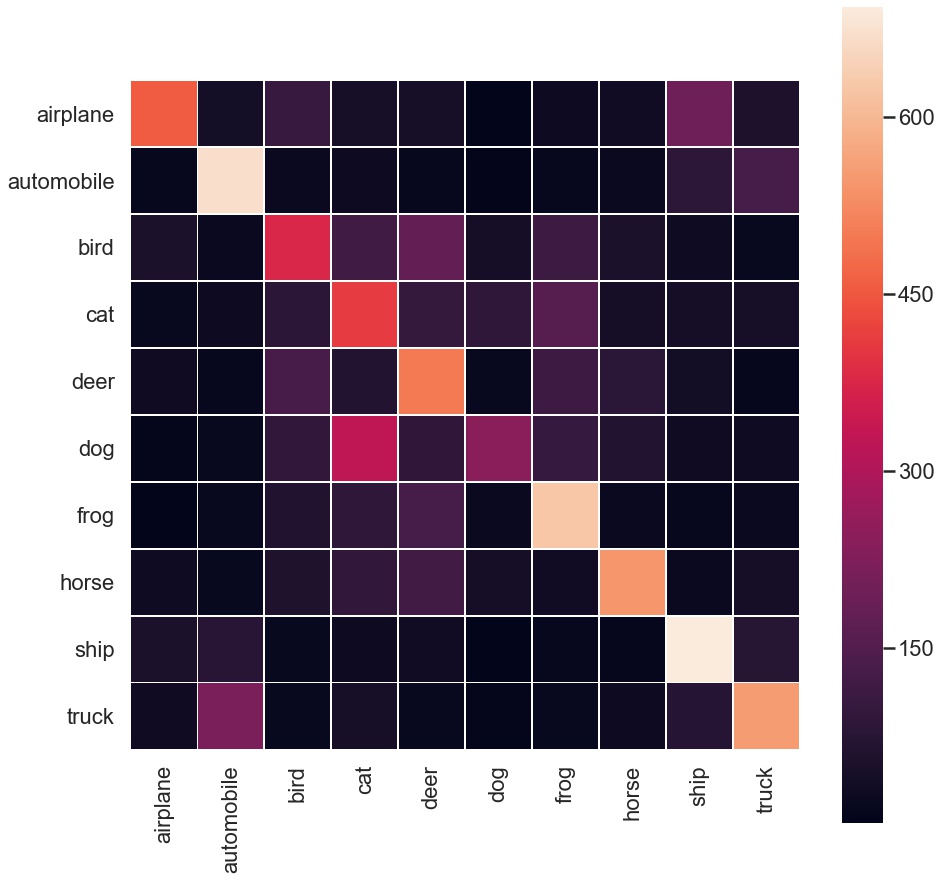 airplane
automobile
bird
cat
deer
dog
frog
horse
ship
truck
airplane
automobile
bird
cat
deer
dog
frog
horse
ship
truck
600
450
300
150